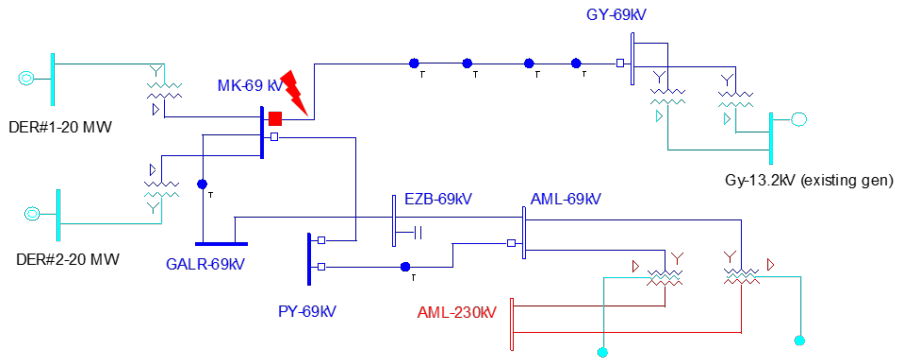 GY-69kV
MK-69 kV
DER#1-20 MW
Y
D
T
T
T
T
Y
Y
D
D
Gy-13.2kV (existing gen)
D
Y
T
EZB-69kV
AML-69kV
DER#2-20 MW
GALR-69kV
T
PY-69kV
AML-230kV
D
Y
Y
D